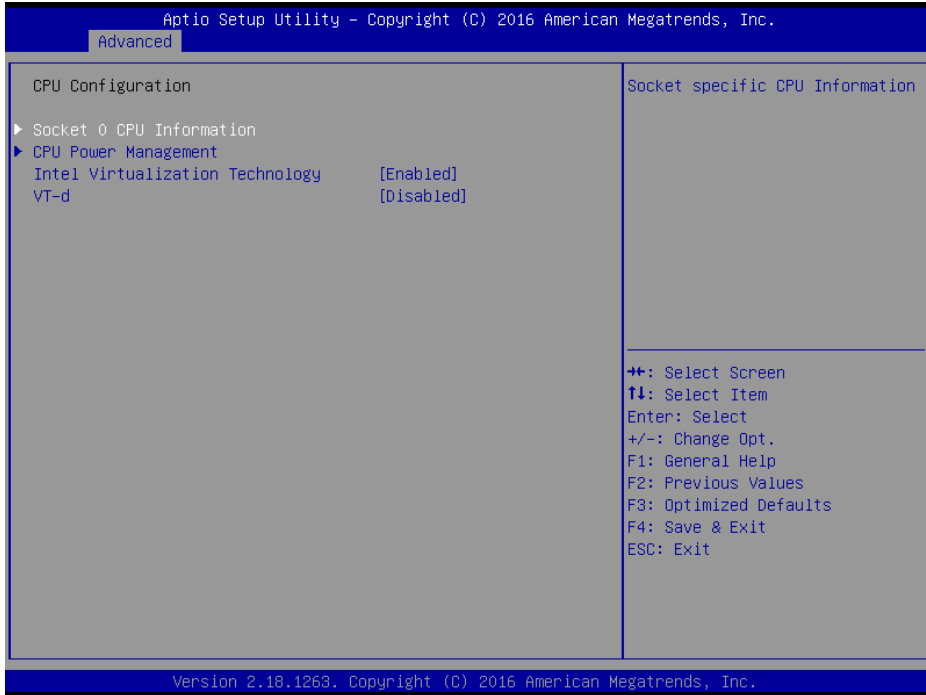 Aptio Setup Utility – Copyright (C) 2016 American Megatrends, Inc.
Advanced
CPU Configuration
Socket 0 CPU Information
CPU Power Management
Intel Virtualization Technology [Enabled]
VT-d [Disabled]
Socket specific CPU Information
→←: Select Screen
↑↓: Select Item
Enter: Select
+/-: Change Opt.
F1: General Help
F2: Previous Values
F3: Optimized Defaults
F4: Save & Exit
ESC: Exit
Version 2.18.1263. Copyright (C) 2016 American Megatrends, Inc.